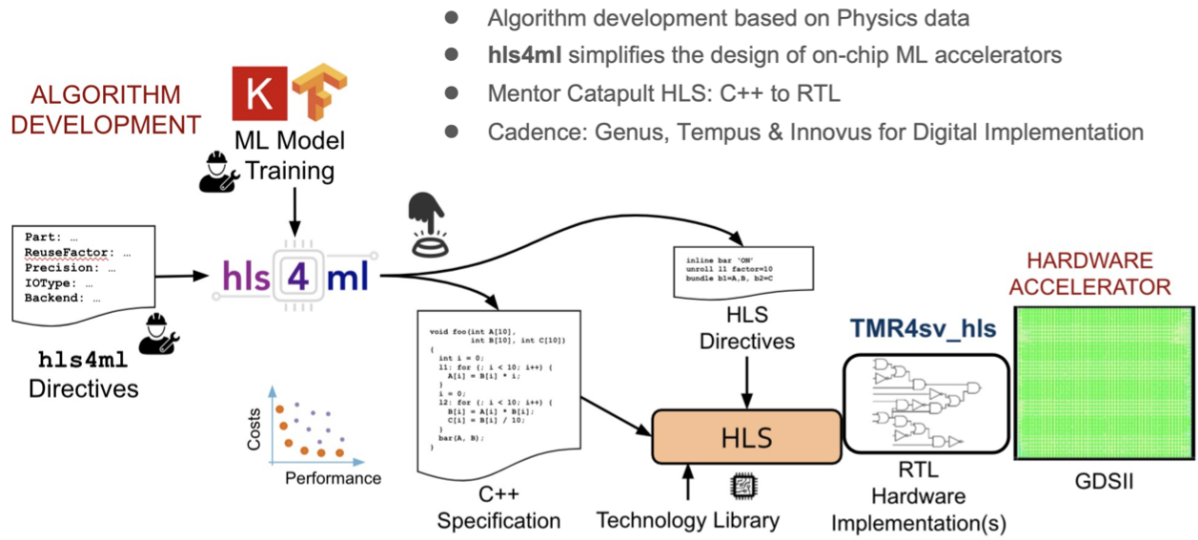 Algorithm development based on Physics data
hls4ml simplifies the design of on-chip ML accelerators
Mentor Catapult HLS: C++ to RTL
Cadence: Genus, Tempus & Innovus for Digital Implementation
ALGORITHM
DEVELOPMENT
K
ML Model
Training
Part: …
ReuseFactor: …
Precision: …
IOType: …
Backend: …
hls4ml
Directives
hls 4 ml
Costs
Performance
void foo(int A[10],
int B[10], int C[10])
{
int i = 0;
l1: for (; i < 10; i++) {
A[i] = B[i] * i;
}
i = 0;
l2: for (; i < 10; i++) {
B[i] = A[i] * B[i];
C[i] = B[i] / 10;
}
bar(A, B);
}
C++
Specification
inline bar 'ON'
unroll l1 factor=10
bundle b1=A,B, b2=C
HLS
Directives
HLS
Technology Library
TMR4sv_hls
RTL
Hardware
Implementation(s)
HARDWARE
ACCELERATOR
GDSII